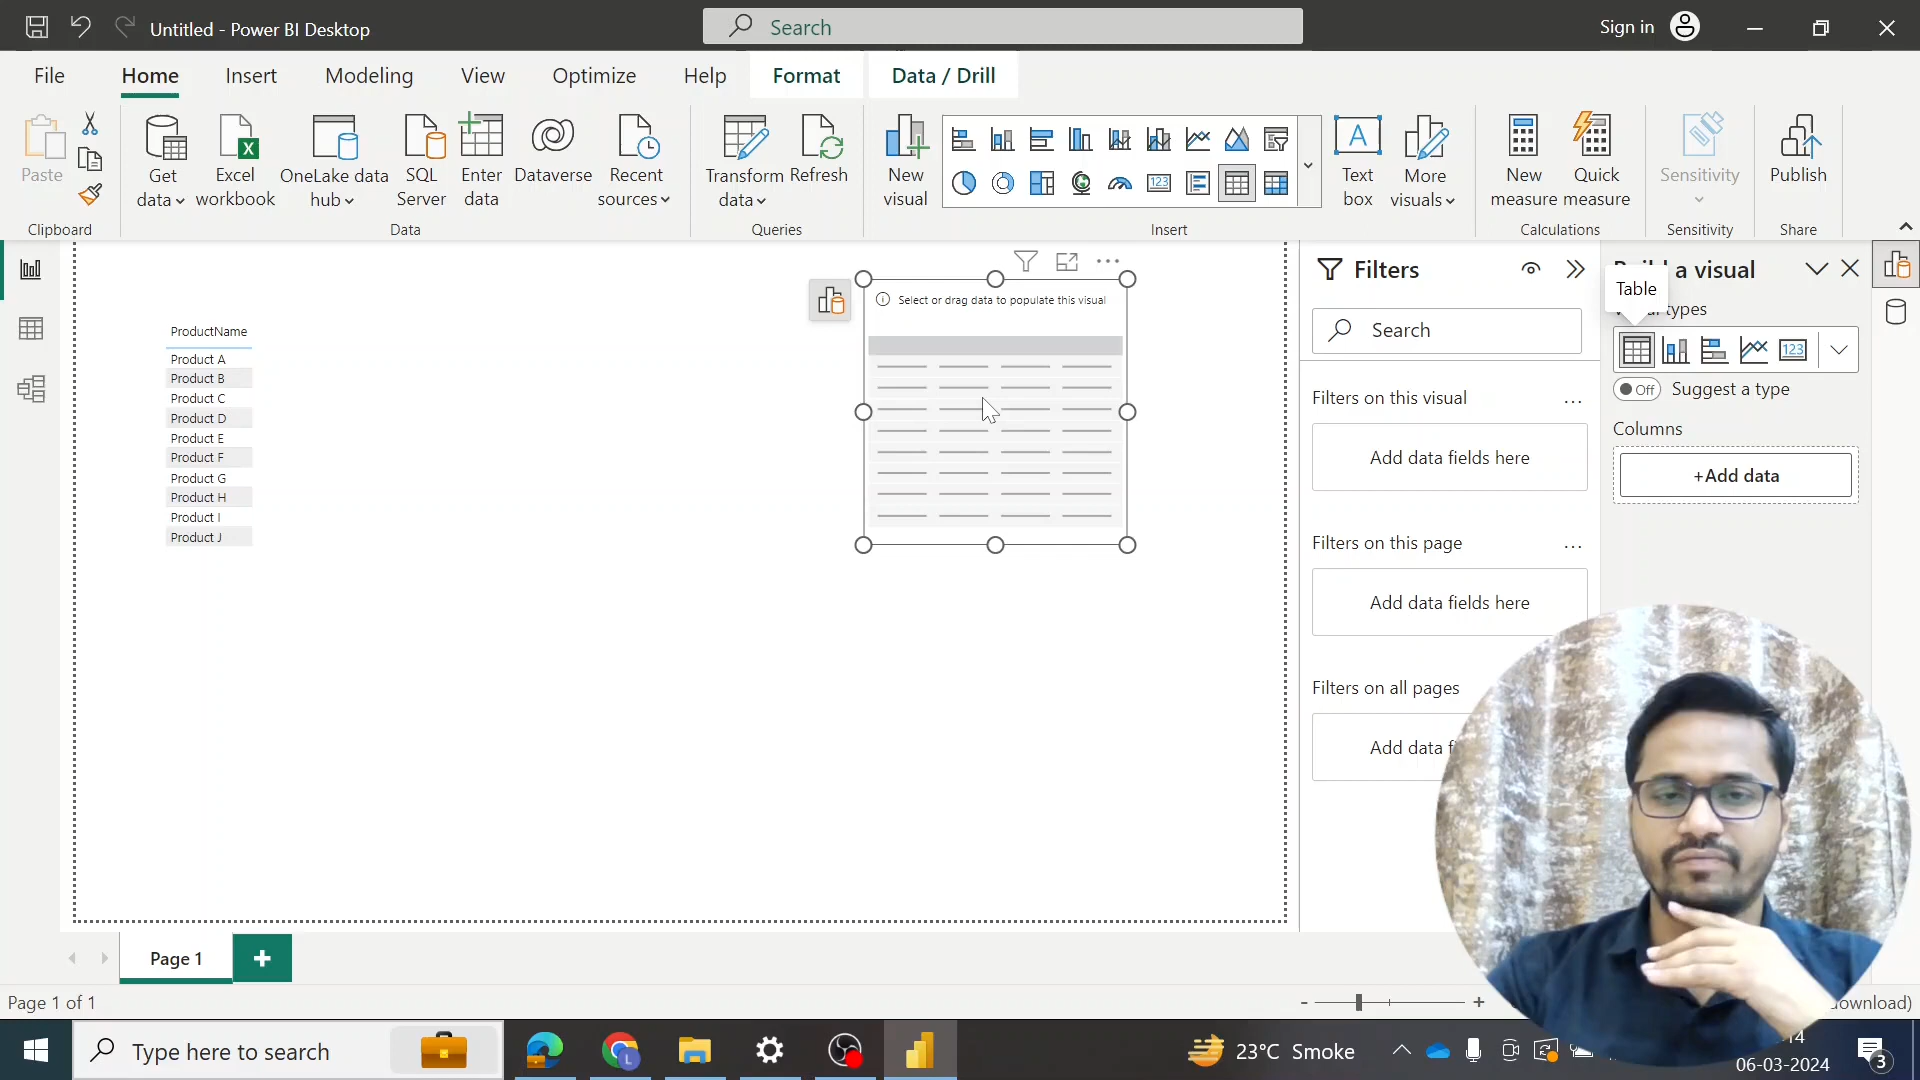 Untitled - Power BI Desktop
Search
Sign in
File
Home
Insert
Modeling
View
Optimize
Help
Format
Data / Drill
Paste
Clipboard
Get data
Excel workbook
OneLake data hub
SQL Server
Enter data
Dataverse
Recent sources
Data
Transform data
Refresh
Queries
New visual
123
Insert
A
Text box
More visuals
New measure
Quick measure
Calculations
Sensitivity
Sensitivity
Publish
Share
Select or drag data to populate this visual
ProductName
Product A
Product B
Product C
Product D
Product E
Product F
Product G
Product H
Product I
Product J
Filters
Search
Filters on this visual
...
Add data fields here
Filters on this page
...
Add data fields here
Filters on all pages
Add data
a visual
Table
types
123
Off
Suggest a type
Columns
+Add data
Page 1
Page 1 of 1
-
+
Type here to search
L
23°C Smoke
14
06-03-2024
3